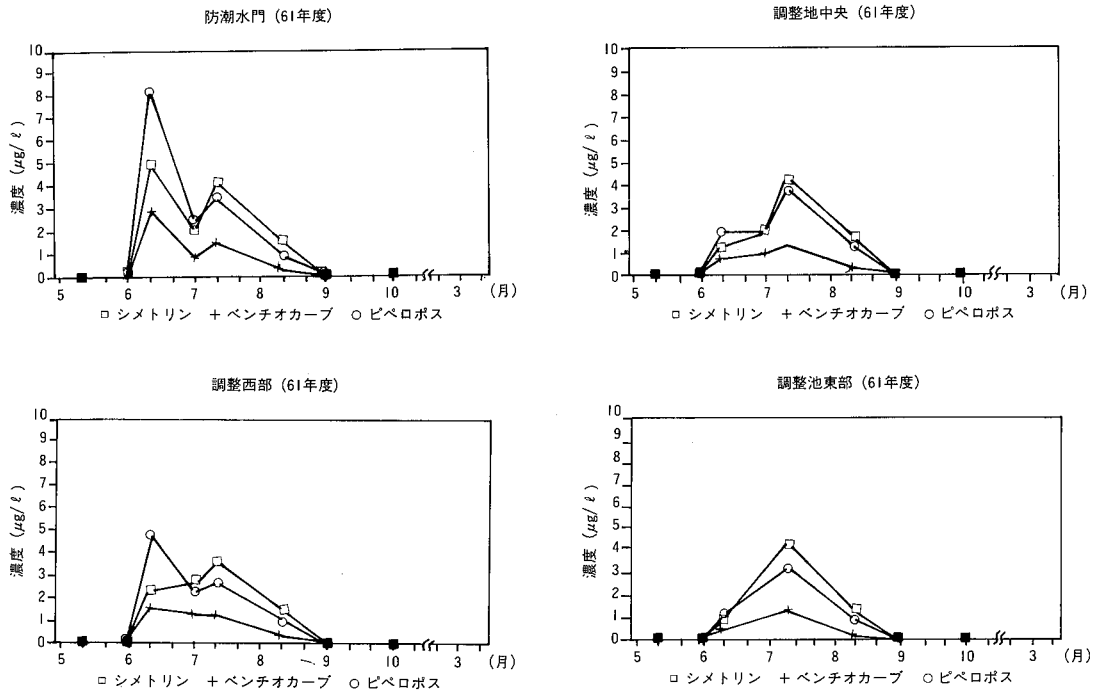 防潮水門 (61年度)
10
9
8
7
6
5
4
3
2
1
0
濃度 (μg/ℓ)
5 6 7 8 9 10 3 (月)
□ シメトリン + ベンチオカーブ ○ ピペロポス
調整地中央 (61年度)
10
9
8
7
6
5
4
3
2
1
0
濃度 (μg/ℓ)
5 6 7 8 9 10 3 (月)
□ シメトリン + ベンチオカーブ ○ ピペロポス
調整西部 (61年度)
10
9
8
7
6
5
4
3
2
1
0
濃度 (μg/ℓ)
5 6 7 8 9 10 3 (月)
□ シメトリン + ベンチオカーブ ○ ピペロポス
調整池東部 (61年度)
10
9
8
7
6
5
4
3
2
1
0
濃度 (μg/ℓ)
5 6 7 8 9 10 3 (月)
□ シメトリン + ベンチオカーブ ○ ピペロポス